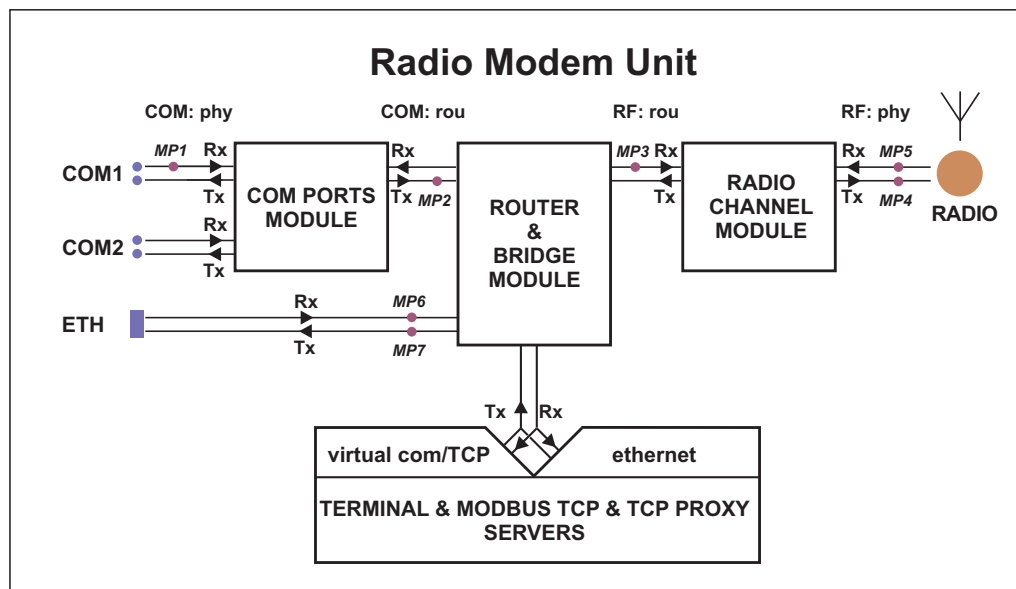 Radio Modem Unit
COM: phy
COM: rou
RF: rou
RF: phy
MP1
Rx
Rx
MP3
Rx
Rx
MP5
COM1
Tx
COM PORTS
MODULE
Tx
MP2
ROUTER
&
BRIDGE
MODULE
Tx
RADIO
CHANNEL
MODULE
Tx
MP4
RADIO
COM2
Rx
Tx
ETH
Rx
MP6
Tx
MP7
Tx
Rx
virtual com/TCP
ethernet
TERMINAL & MODBUS TCP & TCP PROXY
SERVERS